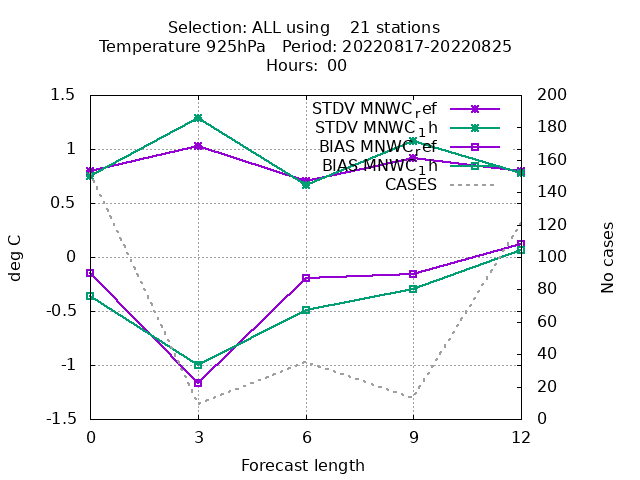 Selection: ALL using    21 stations
Temperature 925hPa   Period: 20220817-20220825
Hours:  00
STDV MNWC_ref
STDV MNWC_1h
BIAS MNWC_ref
BIAS MNWC_1h
CASES
deg C
1.5
1
0.5
0
-0.5
-1
-1.5
200
180
160
140
120
100
80
60
40
20
0
No cases
0 3 6 9 12
Forecast length